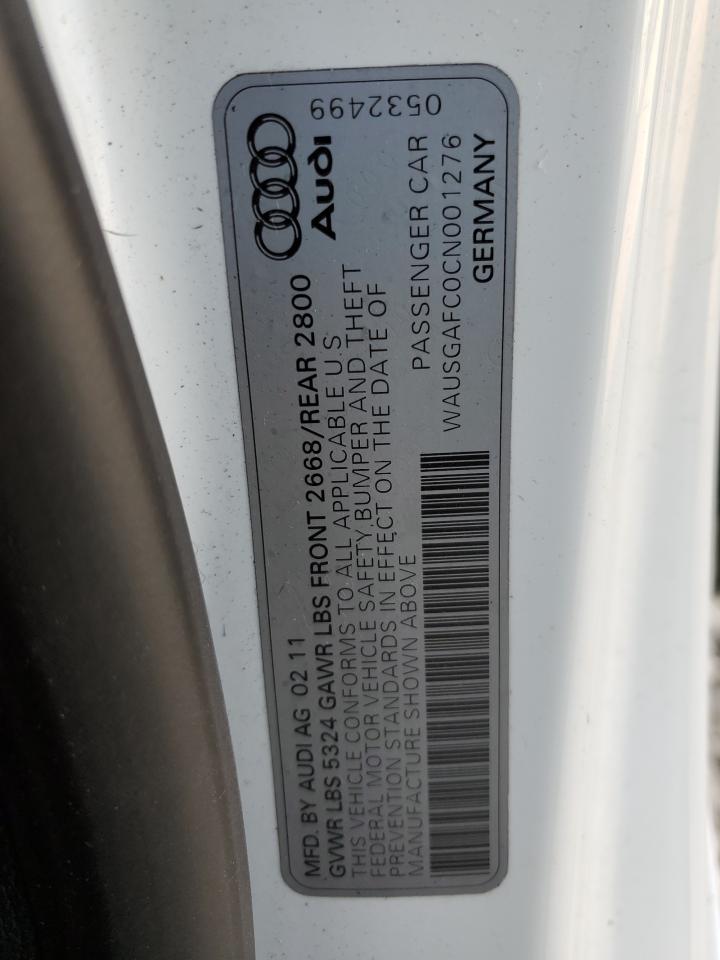 MFD. BY AUDI AG 02 11
GVWR LBS 5324 GAWR LBS FRONT 2668/REAR 2800
THIS VEHICLE CONFORMS TO ALL APPLICABLE U.S
FEDERAL MOTOR VEHICLE SAFETY,BUMPER AND THEFT
PREVENTION STANDARDS IN EFFECT ON THE DATE OF
MANUFACTURE SHOWN ABOVE
PASSENGER CAR
WAUSGAFC0CN001276
GERMANY
Audi
0532499